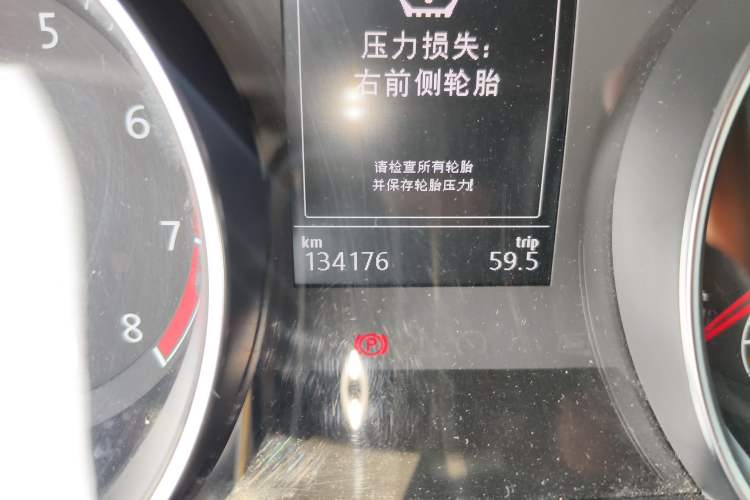 5
6
7
8
压力损失:
右前侧轮胎
请检查所有轮胎
并保存轮胎压力!
km trip
134176 59.5
P